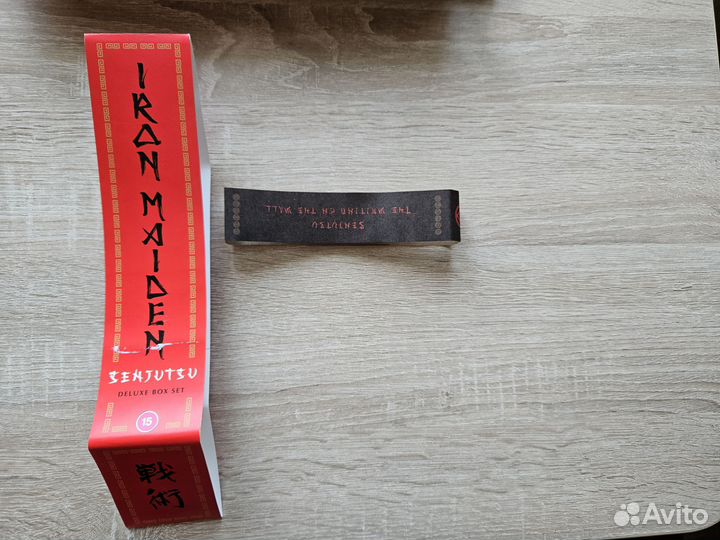 IRON MAIDEN
SENJUTSU
DELUXE BOX SET
15
戦術
SENJUTSU
THE WRITING ON THE WALL
Avito